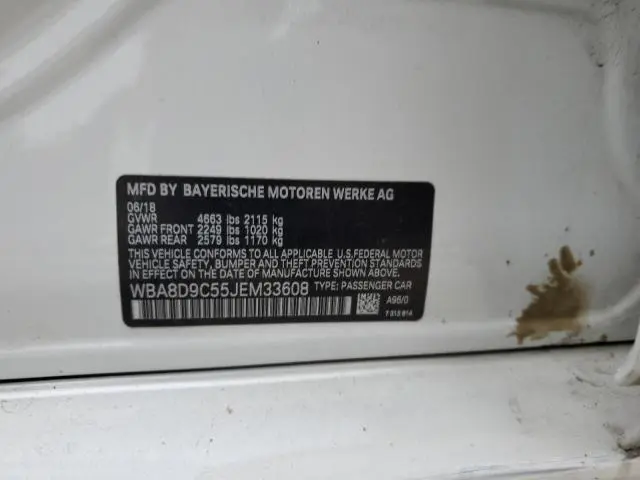 MFD BY BAYERISCHE MOTOREN WERKE AG
06/18
GVWR 4663 lbs 2115 kg
GAWR FRONT 2249 lbs 1020 kg
GAWR REAR 2579 lbs 1170 kg
THIS VEHICLE CONFORMS TO ALL APPLICABLE U.S.FEDERAL MOTOR
VEHICLE SAFETY, BUMPER AND THEFT PREVENTION STANDARDS IN
EFFECT ON THE DATE OF MANUFACTURE SHOWN ABOVE.
WBA8D9C55JEM33608 TYPE: PASSENGER CAR
A96/0